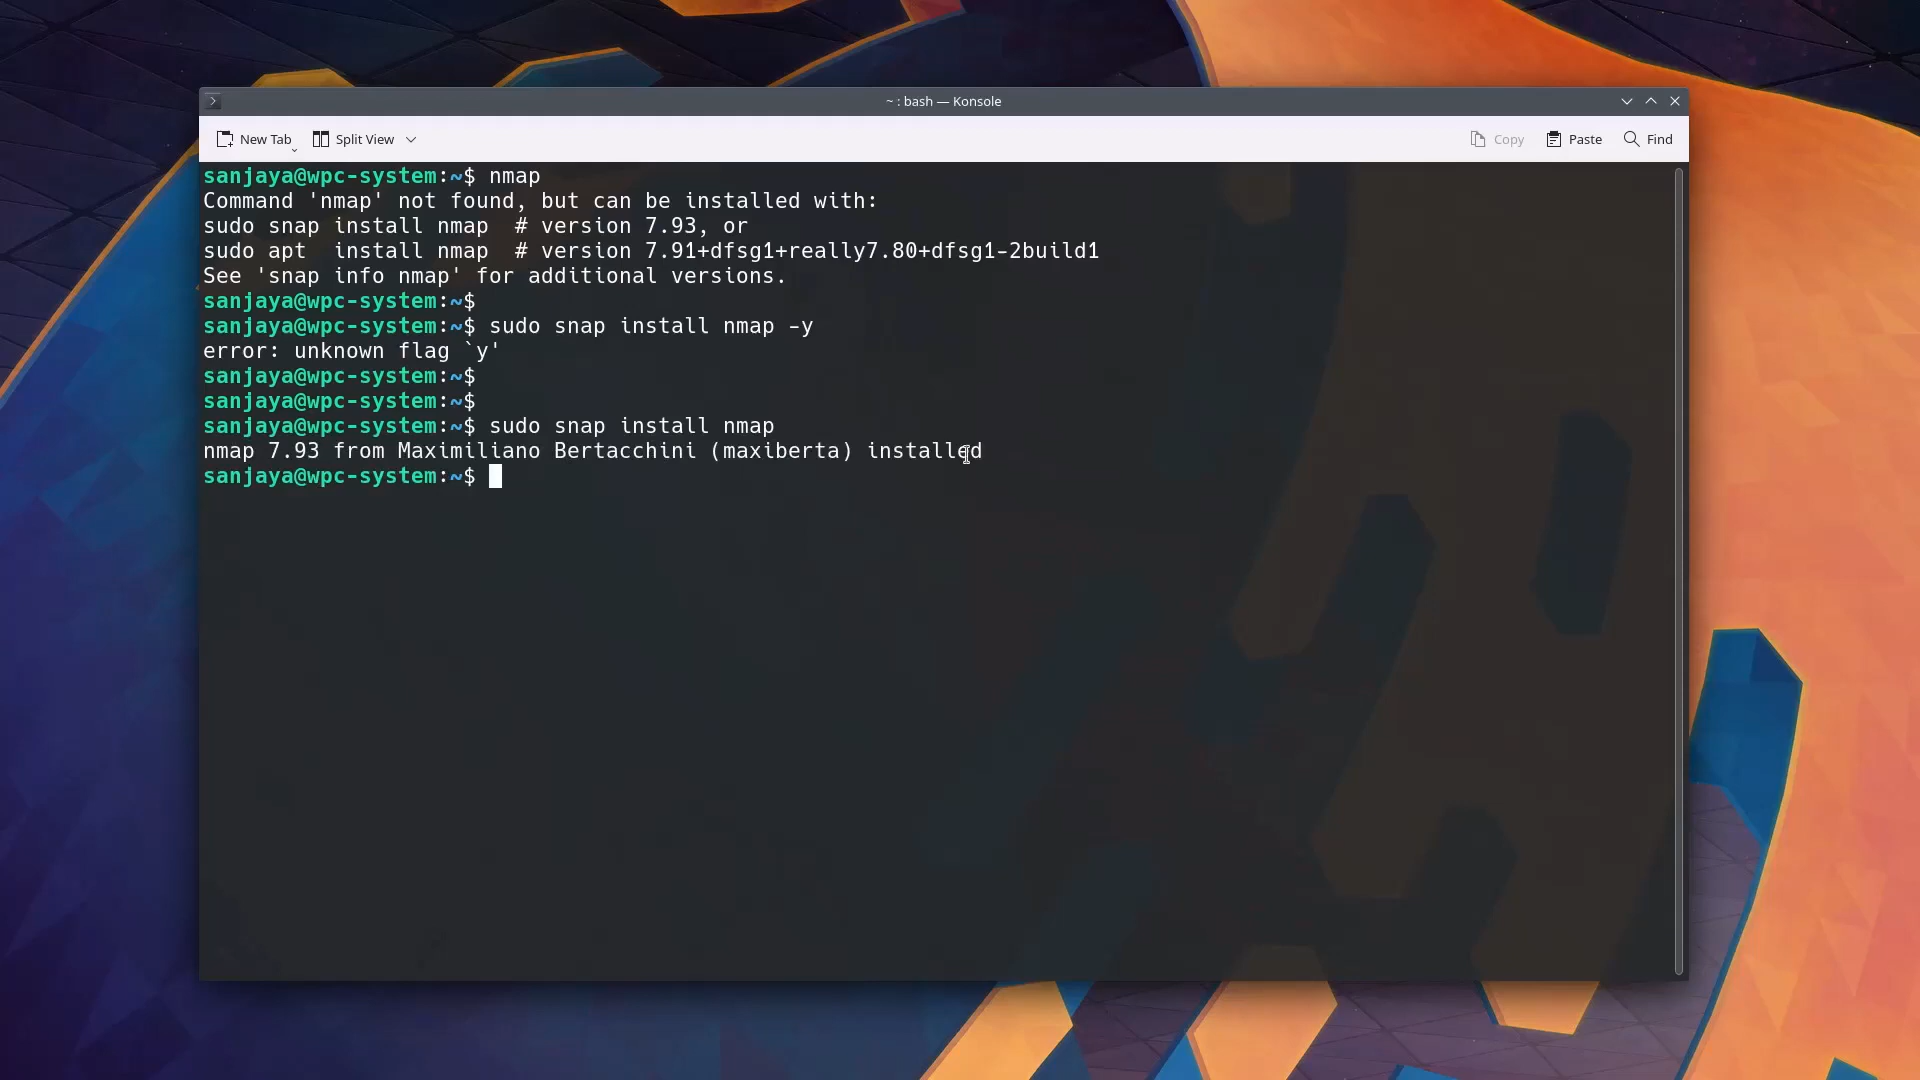 ~ : bash — Konsole
New Tab Split View Copy Paste Find
sanjaya@wpc-system:~$ nmap
Command 'nmap' not found, but can be installed with:
sudo snap install nmap  # version 7.93, or
sudo apt  install nmap  # version 7.91+dfsg1+really7.80+dfsg1-2build1
See 'snap info nmap' for additional versions.
sanjaya@wpc-system:~$
sanjaya@wpc-system:~$ sudo snap install nmap -y
error: unknown flag `y'
sanjaya@wpc-system:~$
sanjaya@wpc-system:~$
sanjaya@wpc-system:~$ sudo snap install nmap
nmap 7.93 from Maximiliano Bertacchini (maxiberta) installed
sanjaya@wpc-system:~$